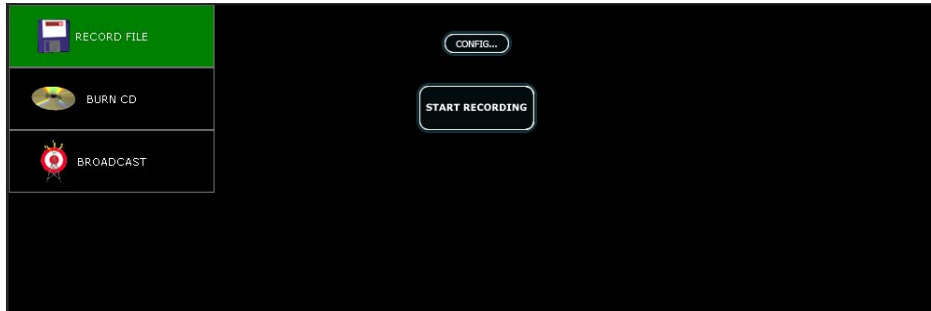 RECORD FILE
CONFIG...
BURN CD
START RECORDING
BROADCAST